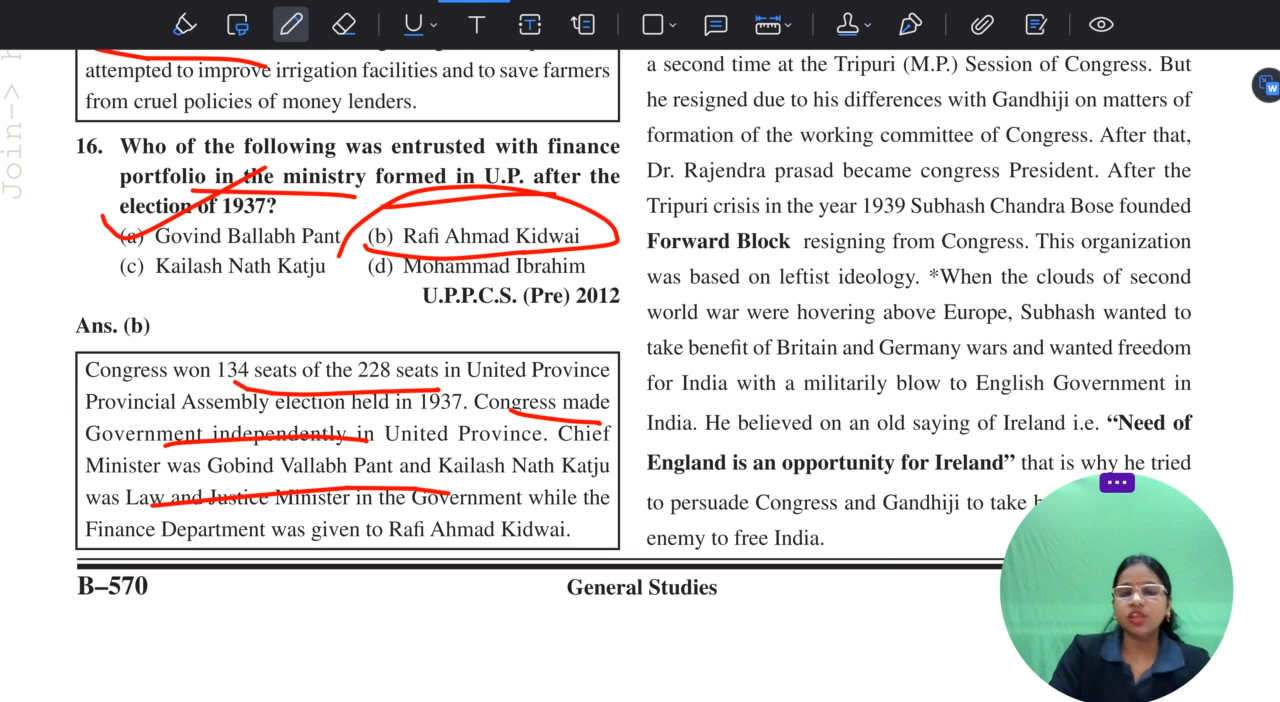 Join—>
attempted to improve irrigation facilities and to save farmers
from cruel policies of money lenders.
16. Who of the following was entrusted with finance
portfolio in the ministry formed in U.P. after the
election of 1937?
(a) Govind Ballabh Pant (b) Rafi Ahmad Kidwai
(c) Kailash Nath Katju (d) Mohammad Ibrahim
U.P.P.C.S. (Pre) 2012
Ans. (b)
Congress won 134 seats of the 228 seats in United Province
Provincial Assembly election held in 1937. Congress made
Government independently in United Province. Chief
Minister was Gobind Vallabh Pant and Kailash Nath Katju
was Law and Justice Minister in the Government while the
Finance Department was given to Rafi Ahmad Kidwai.
a second time at the Tripuri (M.P.) Session of Congress. But
he resigned due to his differences with Gandhiji on matters of
formation of the working committee of Congress. After that,
Dr. Rajendra prasad became congress President. After the
Tripuri crisis in the year 1939 Subhash Chandra Bose founded
Forward Block resigning from Congress. This organization
was based on leftist ideology. *When the clouds of second
world war were hovering above Europe, Subhash wanted to
take benefit of Britain and Germany wars and wanted freedom
for India with a militarily blow to English Government in
India. He believed on an old saying of Ireland i.e. “Need of
England is an opportunity for Ireland” that is why he tried
to persuade Congress and Gandhiji to take
enemy to free India.
B–570 General Studies